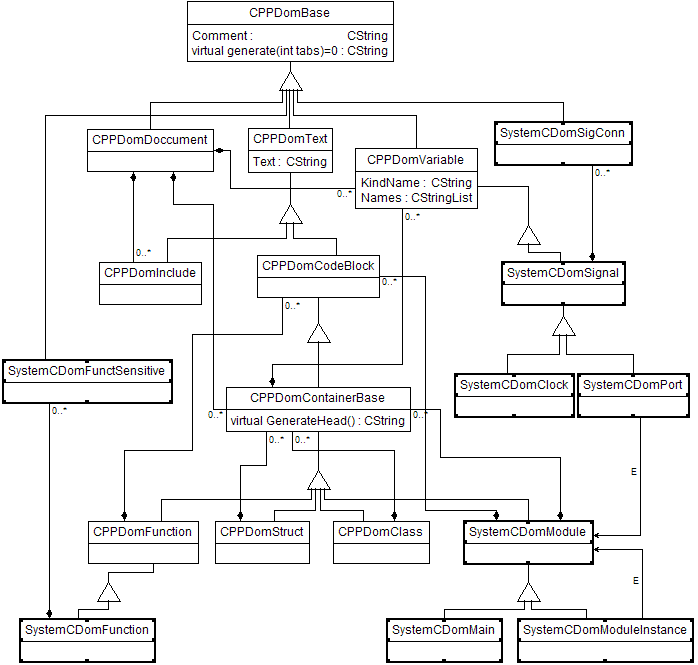 CPPDomBase
Comment : CString
virtual generate(int tabs)=0 : CString
CPPDomDoccument
CPPDomText
Text : CString
CPPDomVariable
KindName : CString
Names : CStringList
SystemCDomSigConn
0..*
0..*
0..*
0..*
CPPDomInclude
CPPDomCodeBlock
SystemCDomSignal
0..*
0..*
SystemCDomFunctSensitive
0..*
SystemCDomClock
SystemCDomPort
CPPDomContainerBase
virtual GenerateHead() : CString
0..*
0..*
0..*
0..*
E
CPPDomFunction
CPPDomStruct
CPPDomClass
SystemCDomModule
E
SystemCDomFunction
SystemCDomMain
SystemCDomModuleInstance